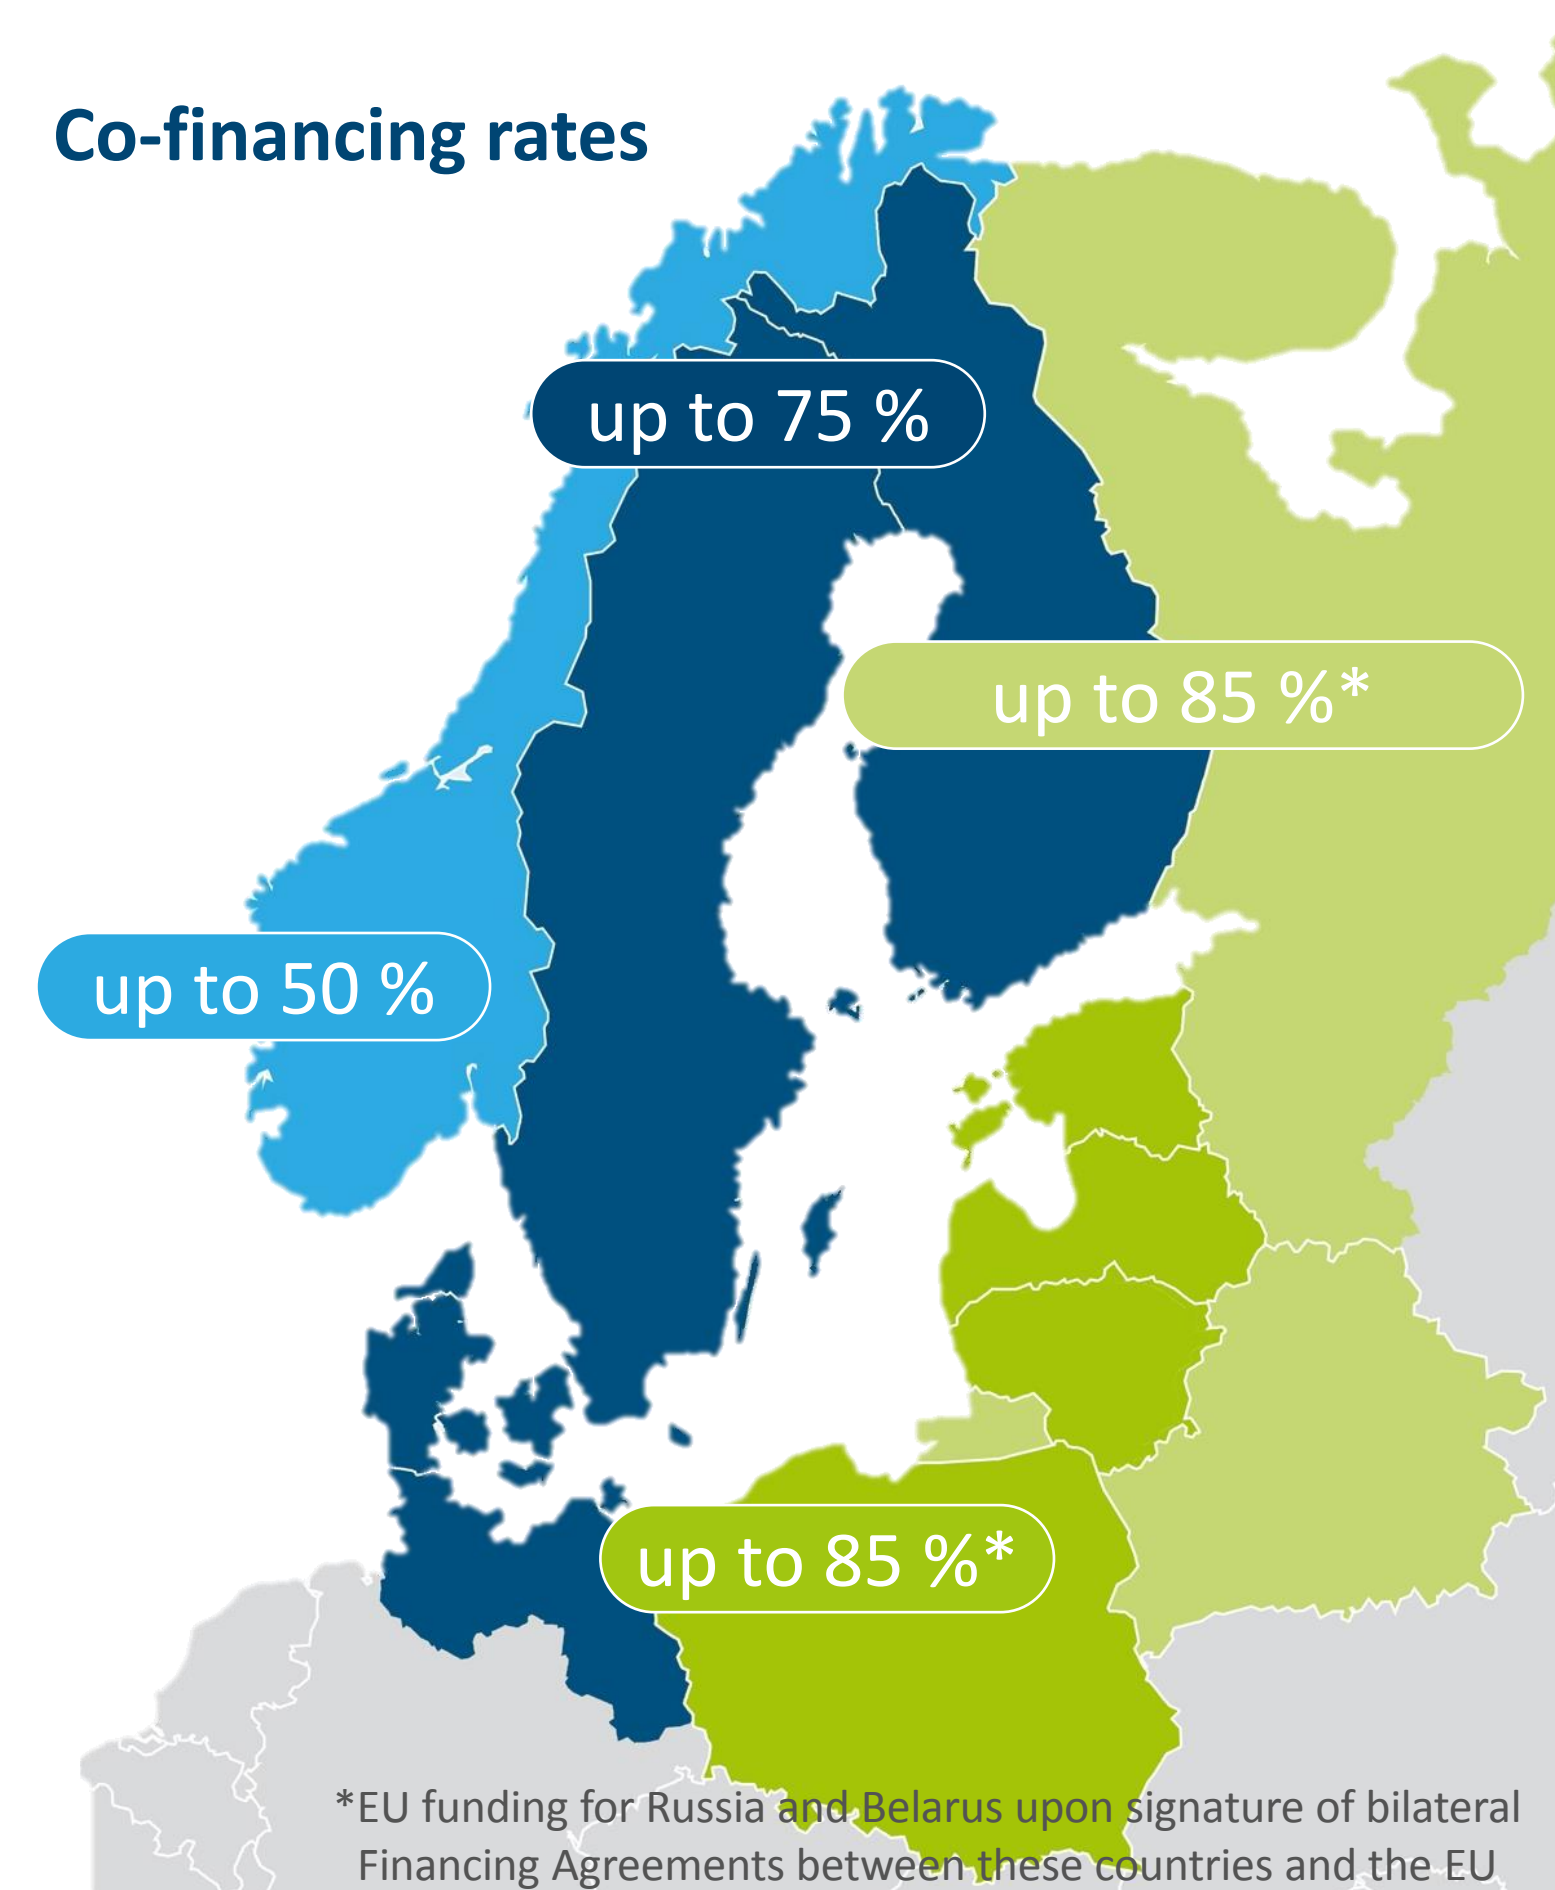 Co-financing rates
up to 75 %
up to 85 %*
up to 50 %
up to 85 %*
*EU funding for Russia and Belarus upon signature of bilateral
Financing Agreements between these countries and the EU